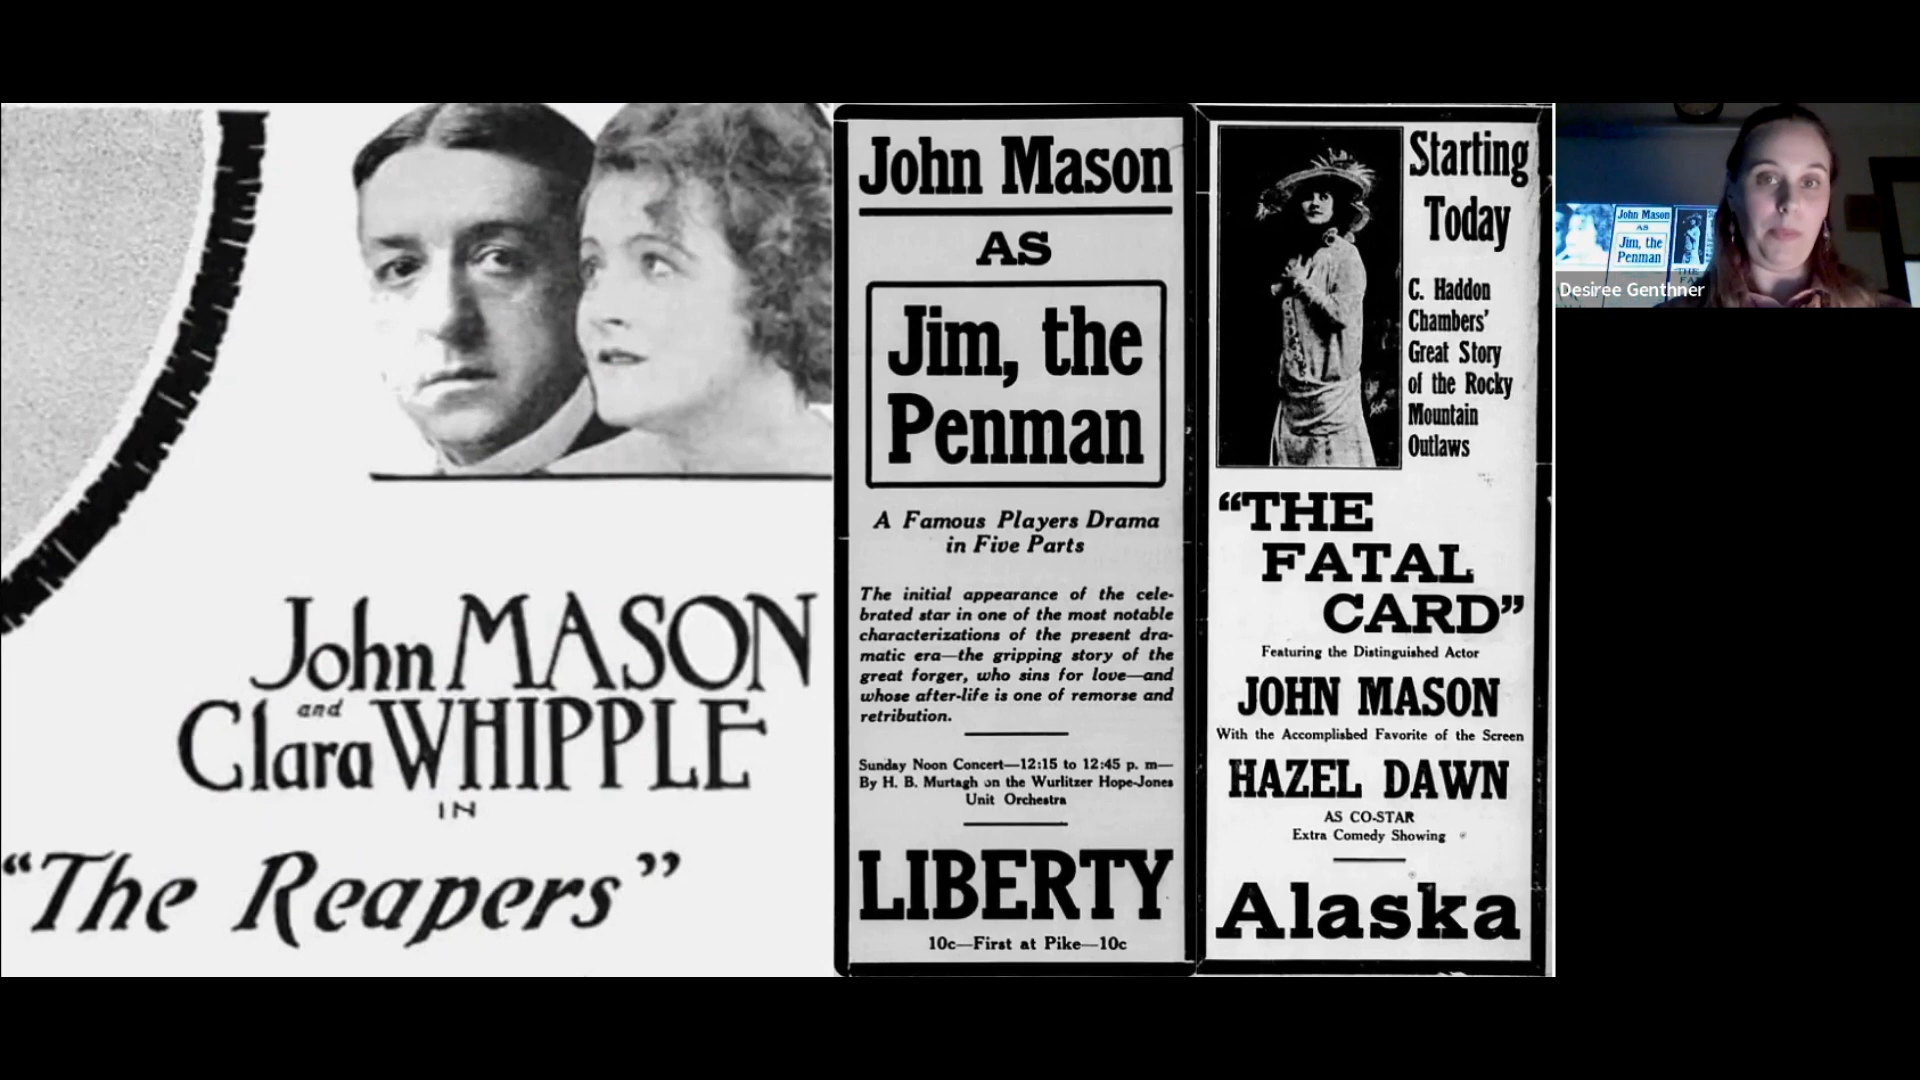 John MASON
and
Clara WHIPPLE
IN
“The Reapers”
John Mason
AS
Jim, the
Penman
A Famous Players Drama
in Five Parts
The initial appearance of the cele-
brated star in one of the most notable
characterizations of the present dra-
matic era—the gripping story of the
great forger, who sins for love—and
whose after-life is one of remorse and
retribution.
Sunday Noon Concert—12:15 to 12:45 p. m—
By H. B. Murtagh on the Wurlitzer Hope-Jones
Unit Orchestra
LIBERTY
10c—First at Pike—10c
Starting
Today
C. Haddon
Chambers’
Great Story
of the Rocky
Mountain
Outlaws
“THE
FATAL
CARD”
Featuring the Distinguished Actor
JOHN MASON
With the Accomplished Favorite of the Screen
HAZEL DAWN
AS CO-STAR
Extra Comedy Showing
Alaska
John Mason
AS
Jim, the
Penman
THE
FA
Desiree Genthner